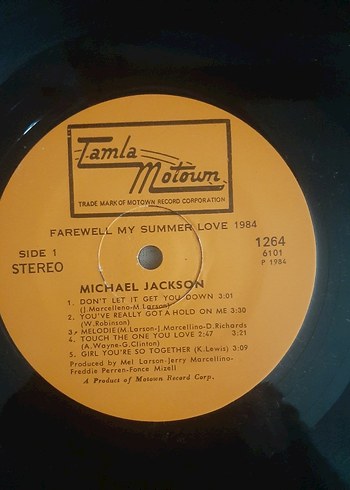 Tamla
Motown
TRADE MARK OF MOTOWN RECORD CORPORATION
FAREWELL MY SUMMER LOVE 1984
SIDE 1
STEREO
1264
6101
P 1984
MICHAEL JACKSON
1. DON'T LET IT GET YOU DOWN 3:01
(J.Marcelleno-M.Larson)
2. YOU'VE REALLY GOT A HOLD ON ME 3:30
(W.Robinson)
3. MELODIE (M.Larson-J.Marcellino-D.Richards 3:21
4. TOUCH THE ONE YOU LOVE 2:47
(A.Wayne-G.Clinton)
5. GIRL YOU'RE SO TOGETHER (K.Lewis) 3:09
Produced by Mel Larson-Jerry Marcellino-
Freddie Perren-Fonce Mizell
A Product of Motown Record Corp.